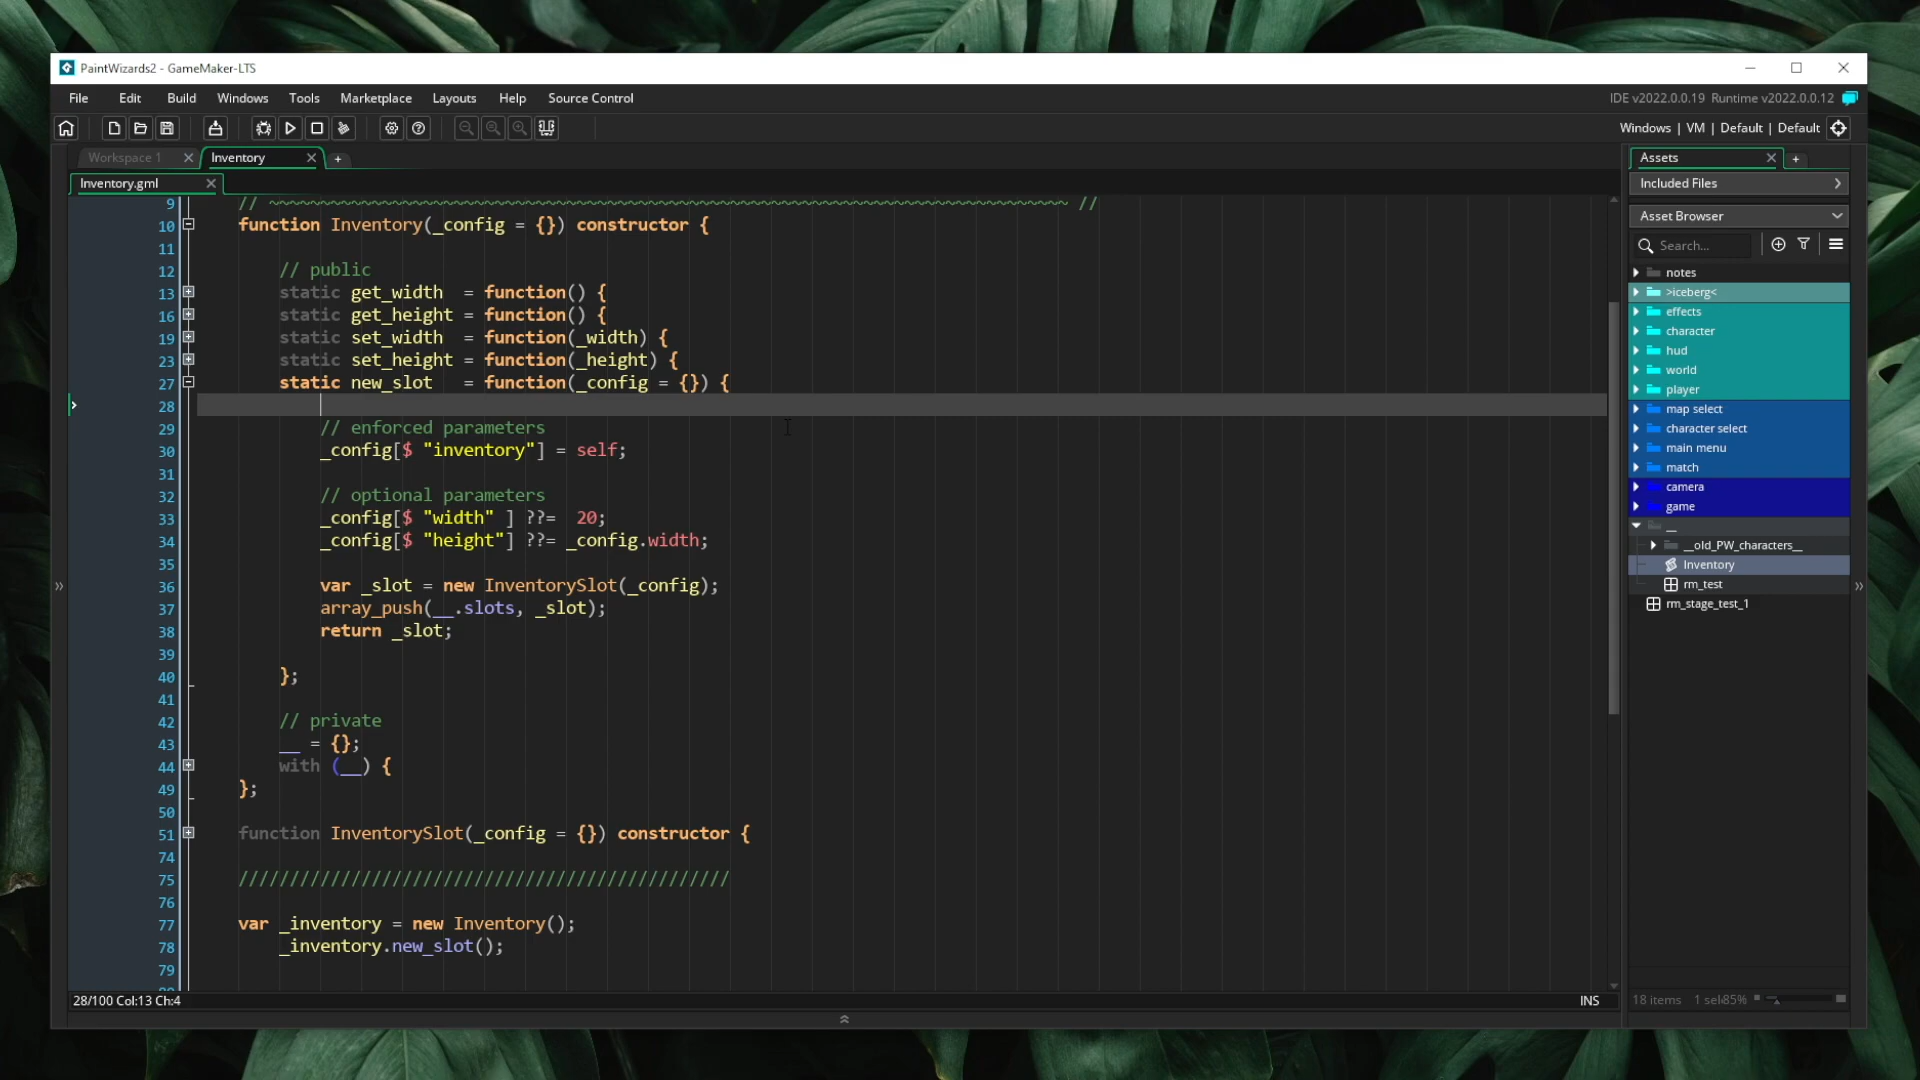 PaintWizards2 - GameMaker-LTS
File Edit Build Windows Tools Marketplace Layouts Help Source Control
IDE v2022.0.0.19 Runtime v2022.0.0.12
Windows | VM | Default | Default
Workspace 1
Inventory
Inventory.gml
9 // ~~~~~~~~~~~~~~~~~~~~~~~~~~~~~~~~~~~~~~~~~~~~~~~~~~~~~~~~~~~~~~~~~~~~~~~~~~~~~~ //
10 function Inventory(_config = {}) constructor {
11
12 // public
13 static get_width  = function() {
16 static get_height = function() {
19 static set_width  = function(_width) {
23 static set_height = function(_height) {
27 static new_slot   = function(_config = {}) {
28
29 // enforced parameters
30 _config[$ "inventory"] = self;
31
32 // optional parameters
33 _config[$ "width" ] ??=  20;
34 _config[$ "height"] ??= _config.width;
35
36 var _slot = new InventorySlot(_config);
37 array_push(__.slots, _slot);
38 return _slot;
39
40 };
41
42 // private
43 __ = {};
44 with (__) {
49 };
50
51 function InventorySlot(_config = {}) constructor {
74
75 ////////////////////////////////////////////////
76
77 var _inventory = new Inventory();
78 _inventory.new_slot();
79
28/100 Col:13 Ch:4
INS
Assets
Included Files
Asset Browser
Search...
notes
>iceberg<
effects
character
hud
world
player
map select
character select
main menu
match
camera
game
__
__old_PW_characters__
Inventory
rm_test
rm_stage_test_1
18 items 1 sel 85%